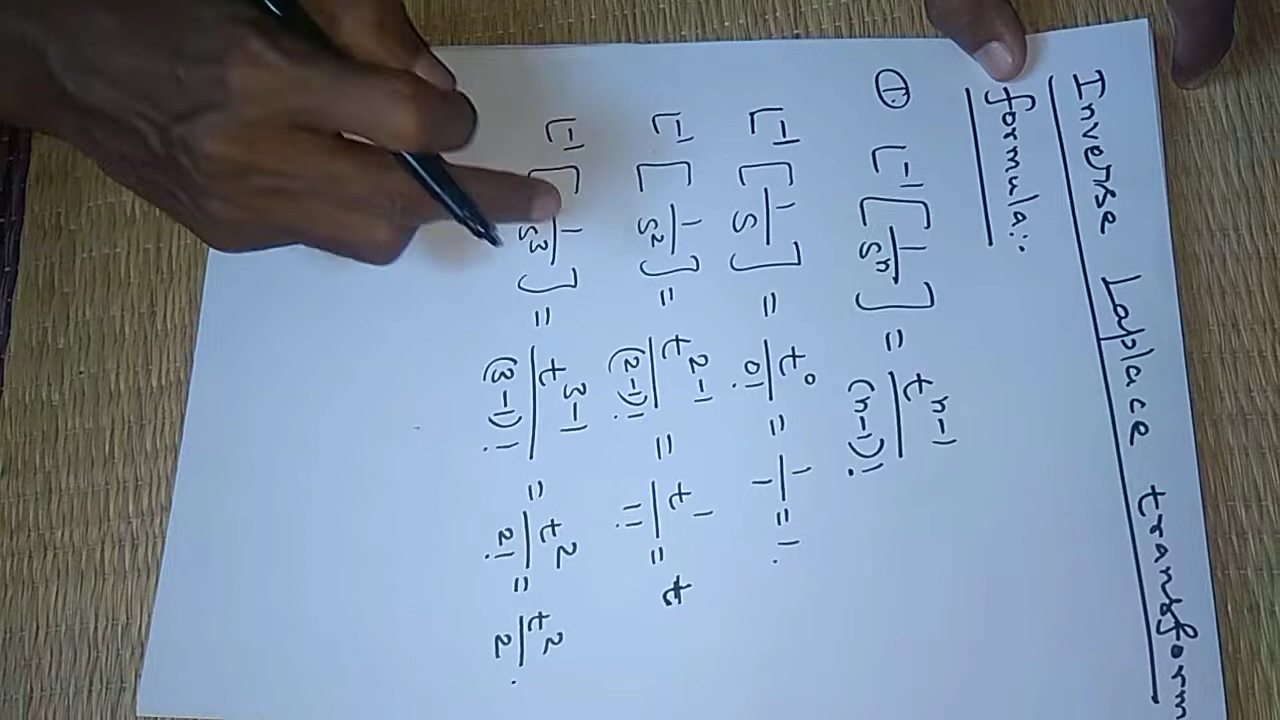 Inverse Laplace transform
formula:-
① L⁻¹[1/sⁿ] = tⁿ⁻¹/(n-1)!
L⁻¹[1/s] = t⁰/0! = 1/1 = 1.
L⁻¹[1/s²] = t²⁻¹/(2-1)! = t¹/1! = t
L⁻¹[1/s³] = t³⁻¹/(3-1)! = t²/2! = t²/2.